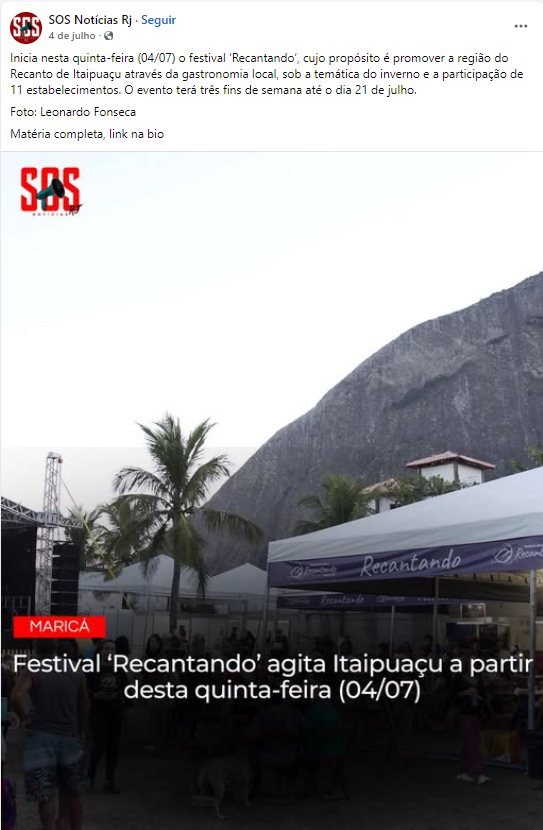 SOS Notícias Rj · Seguir
4 de julho ·
Inicia nesta quinta-feira (04/07) o festival ‘Recantando’, cujo propósito é promover a região do
Recanto de Itaipuaçu através da gastronomia local, sob a temática do inverno e a participação de
11 estabelecimentos. O evento terá três fins de semana até o dia 21 de julho.
Foto: Leonardo Fonseca
Matéria completa, link na bio
SOS
NOTÍCIAS RJ
Recantando
Recantando
Recantando
MARICÁ
Festival ‘Recantando’ agita Itaipuaçu a partir
desta quinta-feira (04/07)